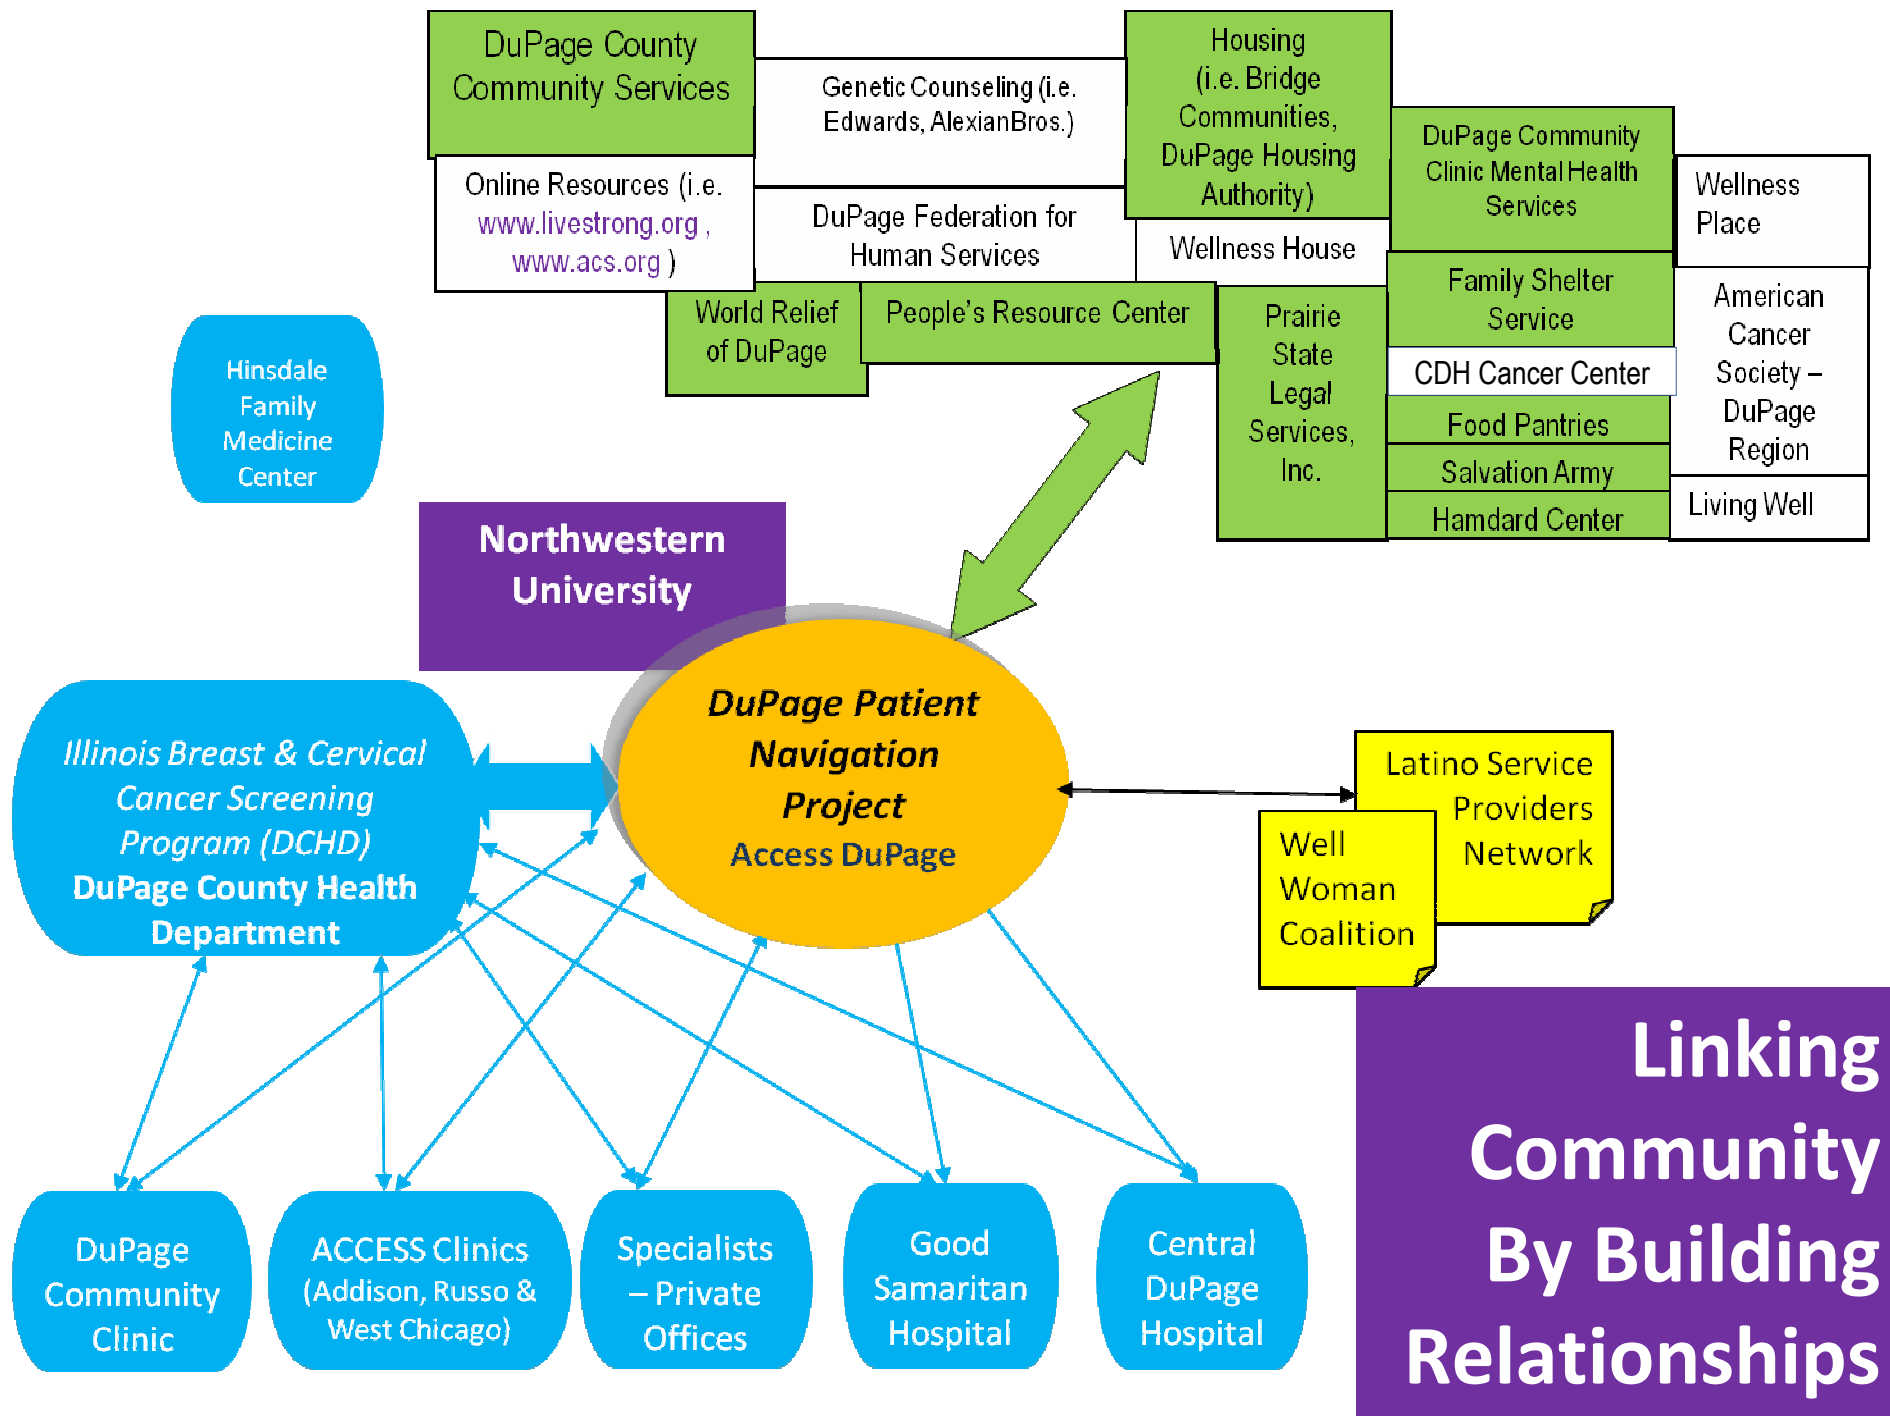 DuPage County
Community Services
Genetic Counseling (i.e.
Edwards, AlexianBros.)
Housing
(i.e. Bridge
Communities,
DuPage Housing
Authority)
DuPage Community
Clinic Mental Health
Services
Wellness
Place
Online Resources (i.e.
www.livestrong.org ,
www.acs.org )
DuPage Federation for
Human Services
Wellness House
Family Shelter
Service
American
Cancer
Society –
DuPage
Region
World Relief
of DuPage
People's Resource Center
Prairie
State
Legal
Services,
Inc.
CDH Cancer Center
Food Pantries
Salvation Army
Hamdard Center
Living Well
Hinsdale
Family
Medicine
Center
Northwestern
University
DuPage Patient
Navigation
Project
Access DuPage
Illinois Breast & Cervical
Cancer Screening
Program (DCHD)
DuPage County Health
Department
Latino Service
Providers
Network
Well
Woman
Coalition
DuPage
Community
Clinic
ACCESS Clinics
(Addison, Russo &
West Chicago)
Specialists
– Private
Offices
Good
Samaritan
Hospital
Central
DuPage
Hospital
Linking
Community
By Building
Relationships